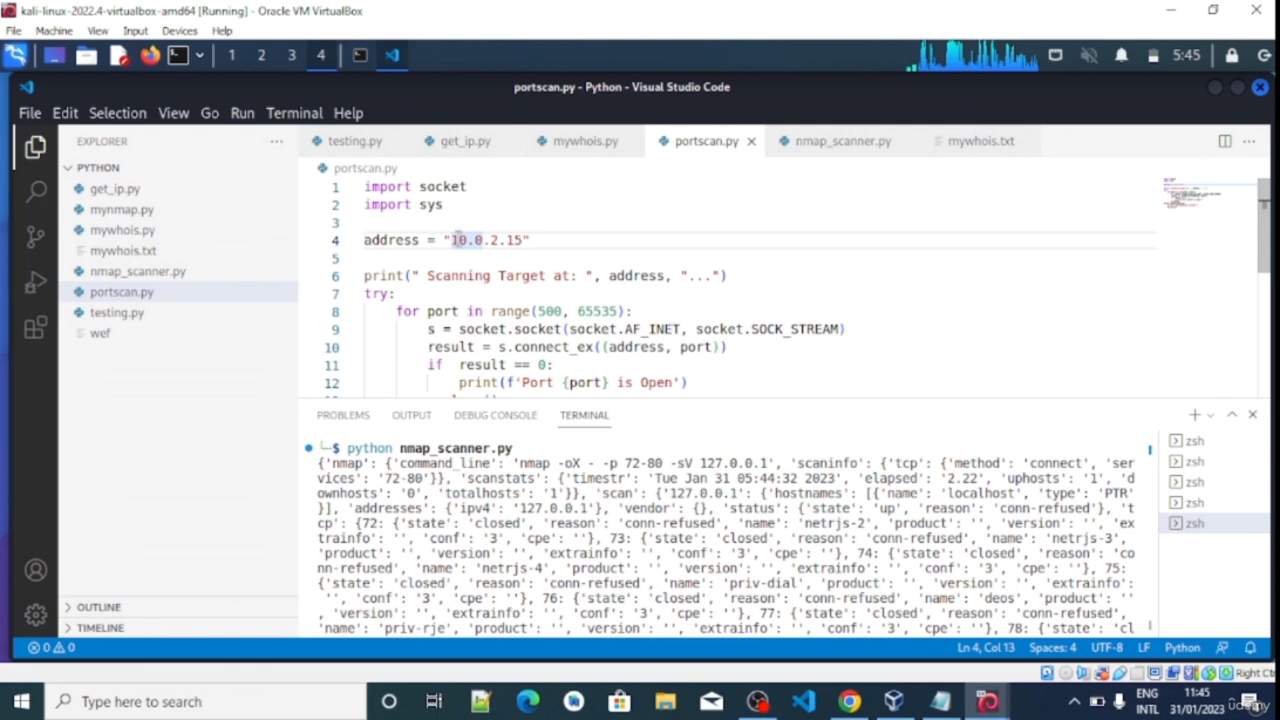 kali-linux-2022.4-virtualbox-amd64 [Running] - Oracle VM VirtualBox
File Machine View Input Devices Help
1 2 3 4 5:45
portscan.py - Python - Visual Studio Code
File Edit Selection View Go Run Terminal Help
EXPLORER
PYTHON
get_ip.py
mynmap.py
mywhois.py
mywhois.txt
nmap_scanner.py
portscan.py
testing.py
wef
OUTLINE
TIMELINE
testing.py get_ip.py mywhois.py portscan.py nmap_scanner.py mywhois.txt
portscan.py
1 import socket
2 import sys
3
4 address = "10.0.2.15"
5
6 print(" Scanning Target at: ", address, "...")
7 try:
8 for port in range(500, 65535):
9 s = socket.socket(socket.AF_INET, socket.SOCK_STREAM)
10 result = s.connect_ex((address, port))
11 if result == 0:
12 print(f'Port {port} is Open')
PROBLEMS OUTPUT DEBUG CONSOLE TERMINAL
└─$ python nmap_scanner.py
{'nmap': {'command_line': 'nmap -oX - -p 72-80 -sV 127.0.0.1', 'scaninfo': {'tcp': {'method': 'connect', 'ser
vices': '72-80'}}, 'scanstats': {'timestr': 'Tue Jan 31 05:44:32 2023', 'elapsed': '2.22', 'uphosts': '1', 'd
ownhosts': '0', 'totalhosts': '1'}}, 'scan': {'127.0.0.1': {'hostnames': [{'name': 'localhost', 'type': 'PTR'
}], 'addresses': {'ipv4': '127.0.0.1'}, 'vendor': {}, 'status': {'state': 'up', 'reason': 'conn-refused'}, 't
cp': {72: {'state': 'closed', 'reason': 'conn-refused', 'name': 'netrjs-2', 'product': '', 'version': '', 'ex
trainfo': '', 'conf': '3', 'cpe': ''}, 73: {'state': 'closed', 'reason': 'conn-refused', 'name': 'netrjs-3',
'product': '', 'version': '', 'extrainfo': '', 'conf': '3', 'cpe': ''}, 74: {'state': 'closed', 'reason': 'co
nn-refused', 'name': 'netrjs-4', 'product': '', 'version': '', 'extrainfo': '', 'conf': '3', 'cpe': ''}, 75:
{'state': 'closed', 'reason': 'conn-refused', 'name': 'priv-dial', 'product': '', 'version': '', 'extrainfo':
'', 'conf': '3', 'cpe': ''}, 76: {'state': 'closed', 'reason': 'conn-refused', 'name': 'deos', 'product': '',
'version': '', 'extrainfo': '', 'conf': '3', 'cpe': ''}, 77: {'state': 'closed', 'reason': 'conn-refused',
'name': 'priv-rje', 'product': '', 'version': '', 'extrainfo': '', 'conf': '3', 'cpe': ''}, 78: {'state': 'cl
zsh
zsh
zsh
zsh
zsh
0 0 Ln 4, Col 13 Spaces: 4 UTF-8 LF Python
Right Ct
Type here to search
ENG 11:45
INTL 31/01/2023
udemy